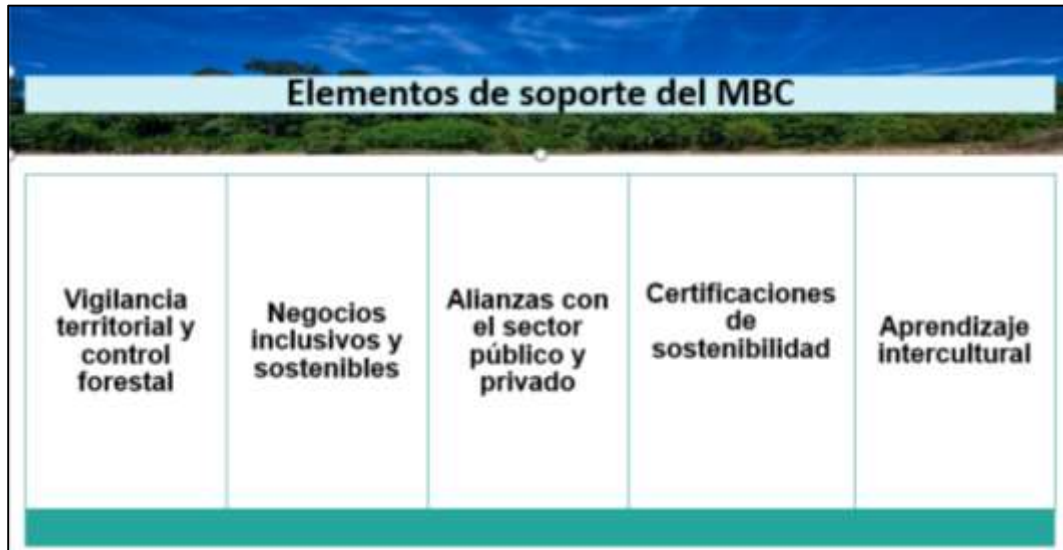 Elementos de soporte del MBC
Vigilancia
territorial y
control
forestal
Negocios
inclusivos y
sostenibles
Alianzas con
el sector
público y
privado
Certificaciones
de
sostenibilidad
Aprendizaje
intercultural